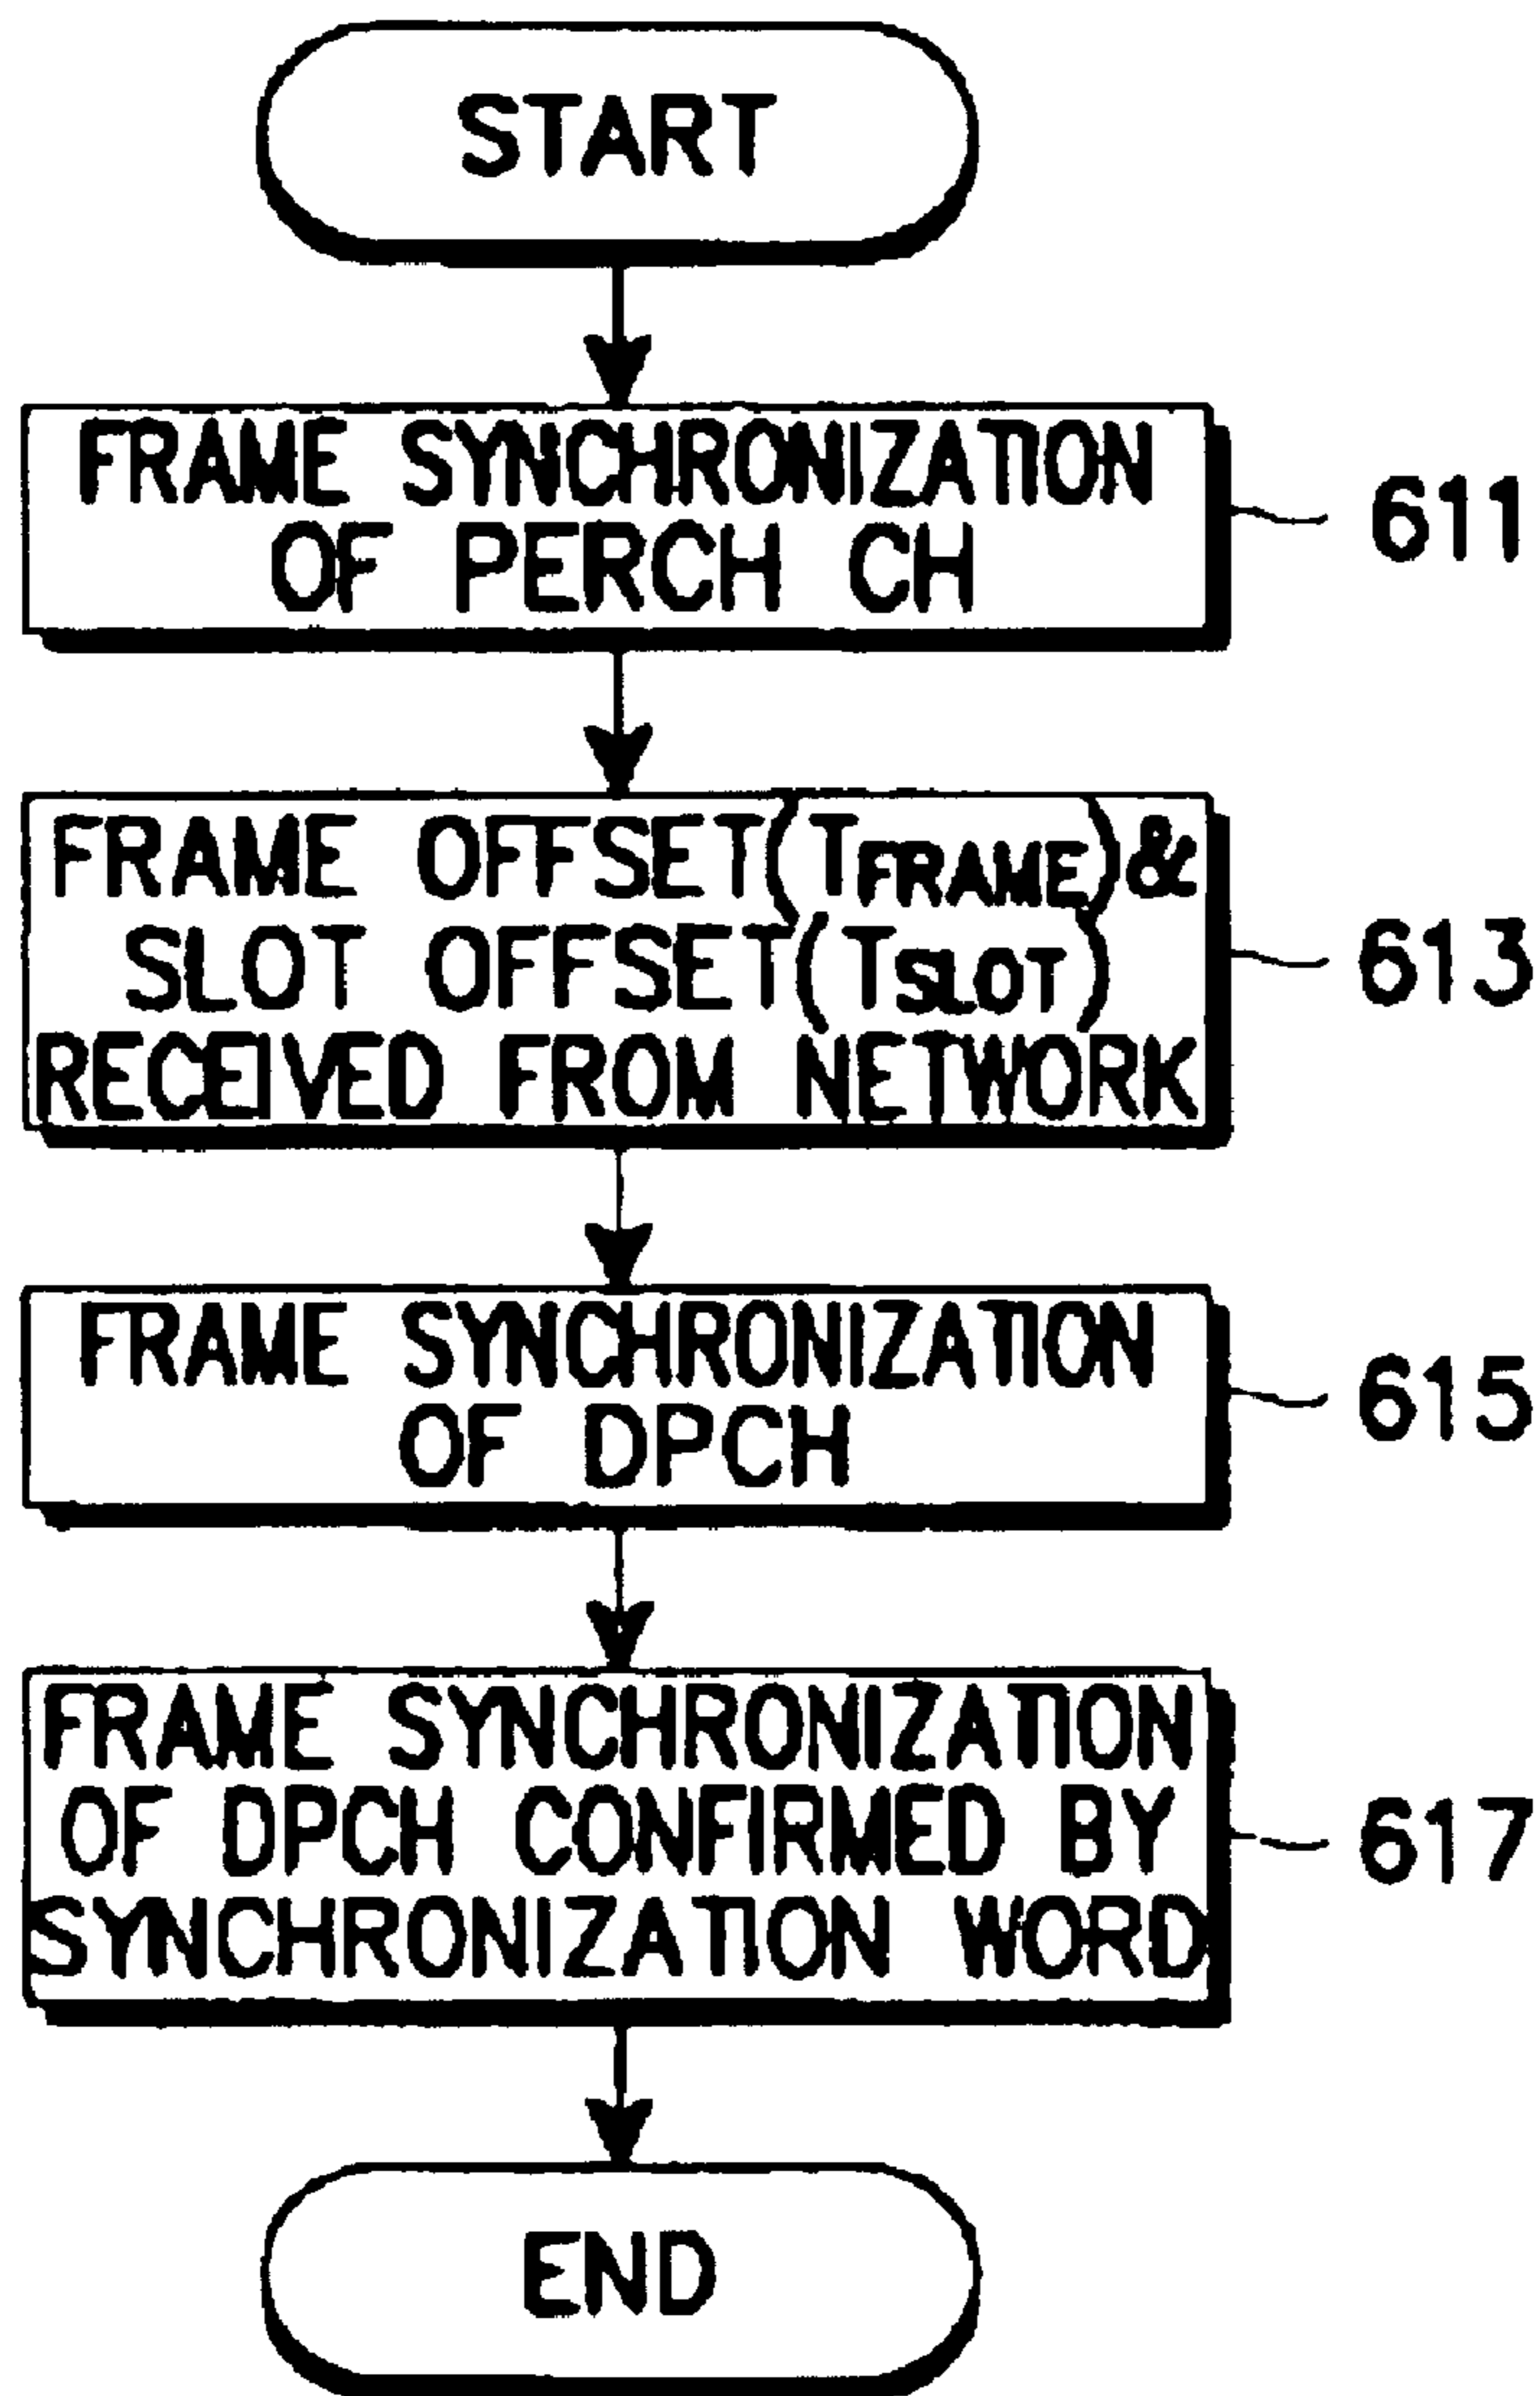 START
FRAME SYNCHRONIZATION
OF PERCH CH
611
FRAME OFFSET(TFRAME)&
SLOT OFFSET(TSLOT)
RECEIVED FROM NETWORK
613
FRAME SYNCHRONIZATION
OF DPCH
615
FRAME SYNCHRONIZATION
OF DPCH CONFIRMED BY
SYNCHRONIZATION WORD
617
END